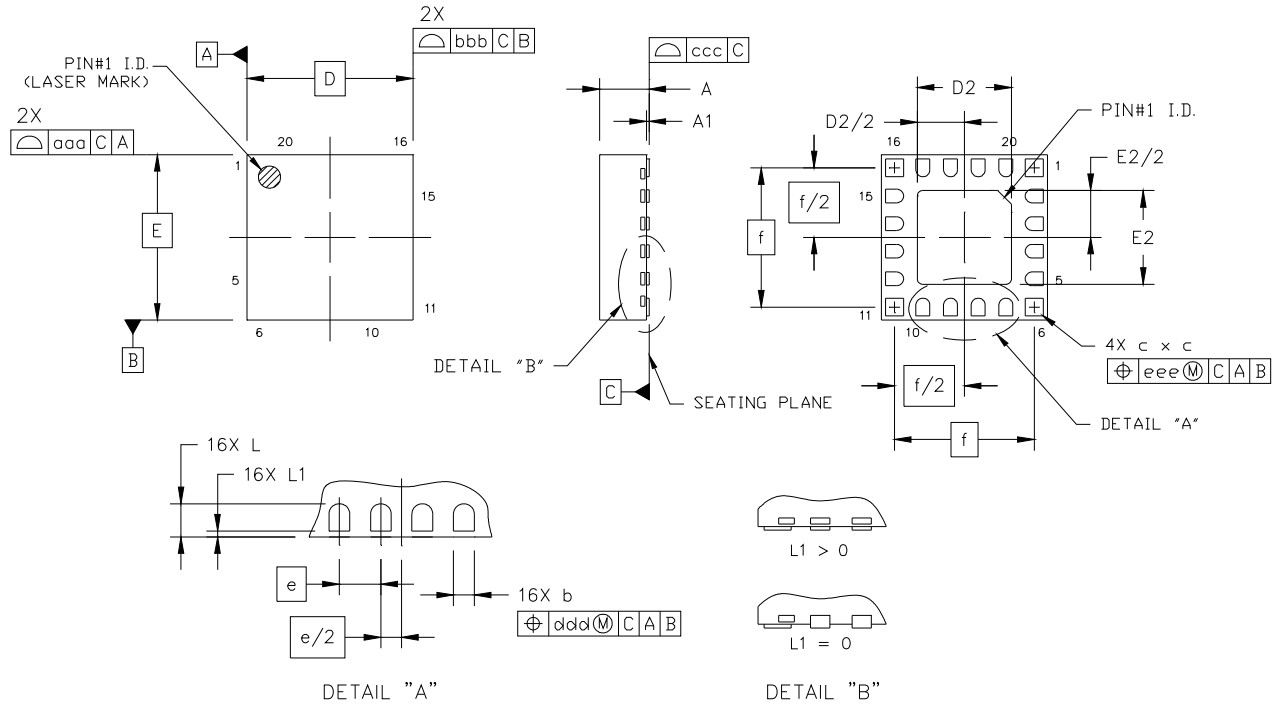 2X
bbb C B
A
D
PIN#1 I.D.
(LASER MARK)
2X
aaa C A
20
16
1
15
E
5
11
6
10
B
ccc C
A
A1
DETAIL "B"
C
SEATING PLANE
D2
D2/2
PIN#1 I.D.
16
20
1
E2/2
15
f/2
f
E2
5
11
10
6
4X c x c
eee Ⓜ C A B
f/2
DETAIL "A"
f
16X L
16X L1
e
16X b
ddd Ⓜ C A B
e/2
DETAIL "A"
L1 > 0
L1 = 0
DETAIL "B"